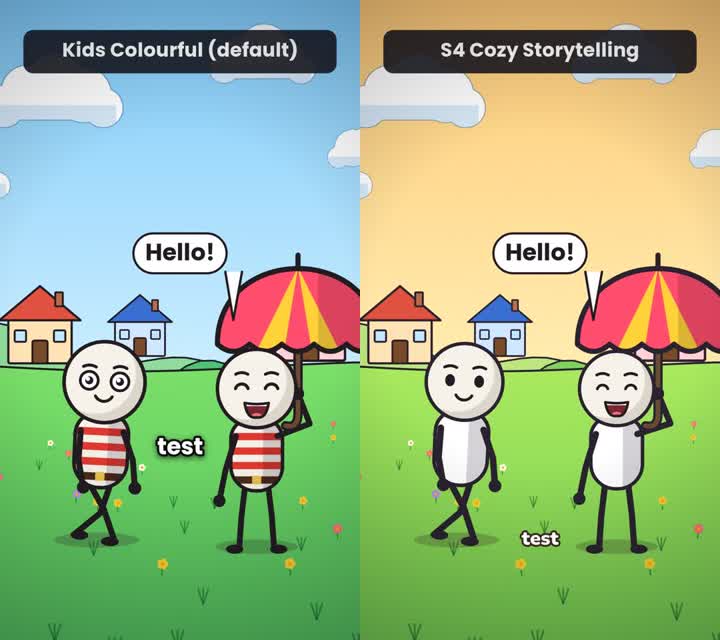 Kids Colourful (default)
Hello!
test
S4 Cozy Storytelling
Hello!
test